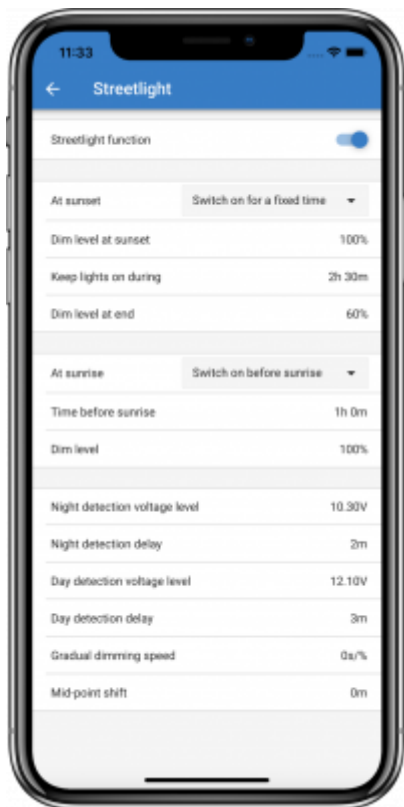 11:33
Streetlight
Streetlight function
At sunset Switch on for a fixed time
Dim level at sunset 100%
Keep lights on during 2h 30m
Dim level at end 60%
At sunrise Switch on before sunrise
Time before sunrise 1h 0m
Dim level 100%
Night detection voltage level 10.30V
Night detection delay 2m
Day detection voltage level 12.10V
Day detection delay 3m
Gradual dimming speed 0s/%
Mid-point shift 0m